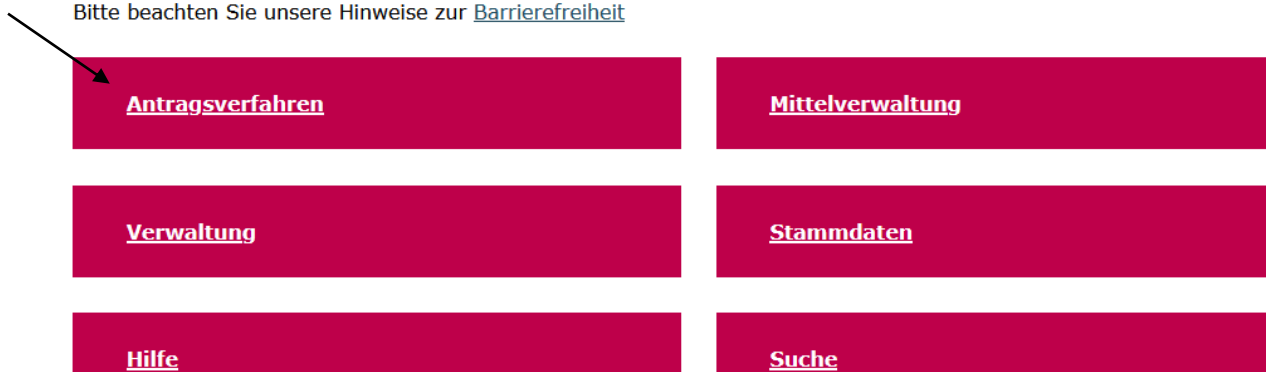 Bitte beachten Sie unsere Hinweise zur Barrierefreiheit
Antragsverfahren
Mittelverwaltung
Verwaltung
Stammdaten
Hilfe
Suche